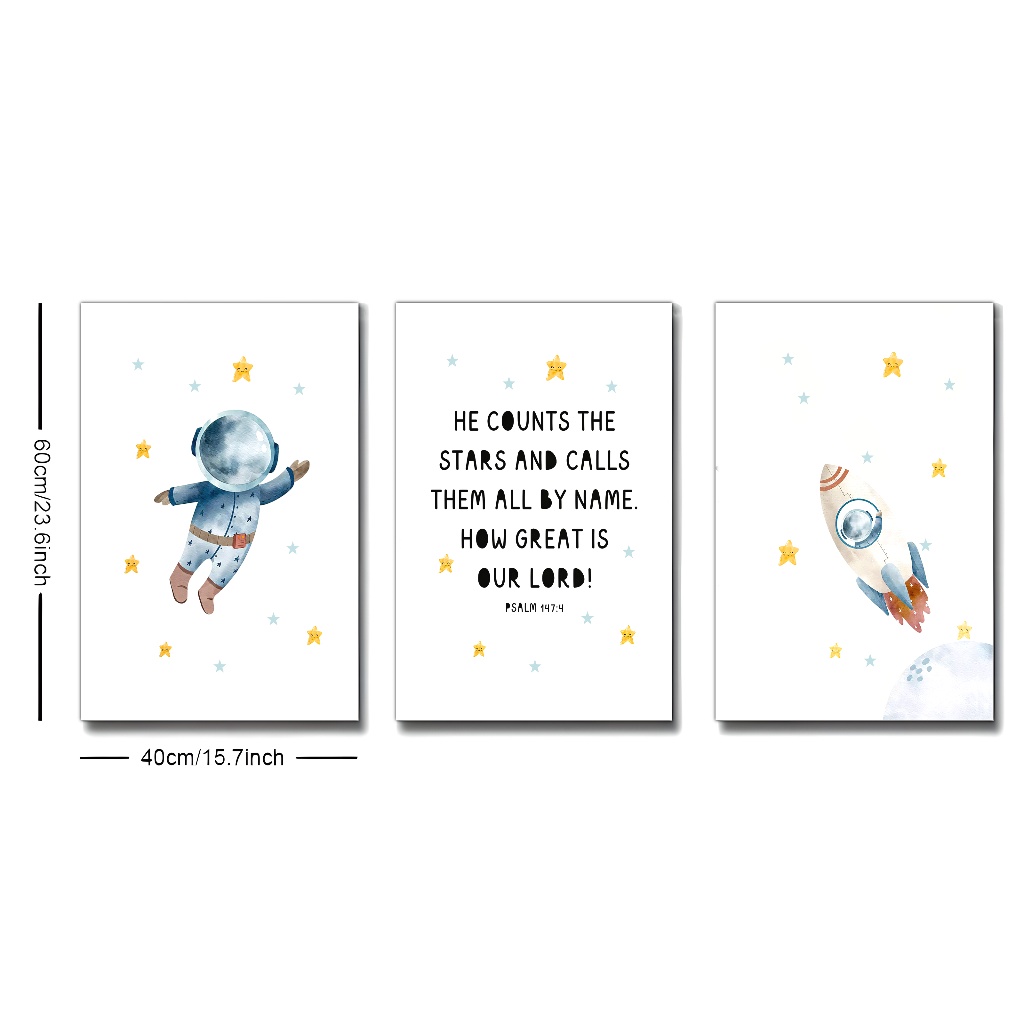 HE COUNTS THE
STARS AND CALLS
THEM ALL BY NAME.
HOW GREAT IS
OUR LORD!
PSALM 147:4
60cm/23.6inch
40cm/15.7inch